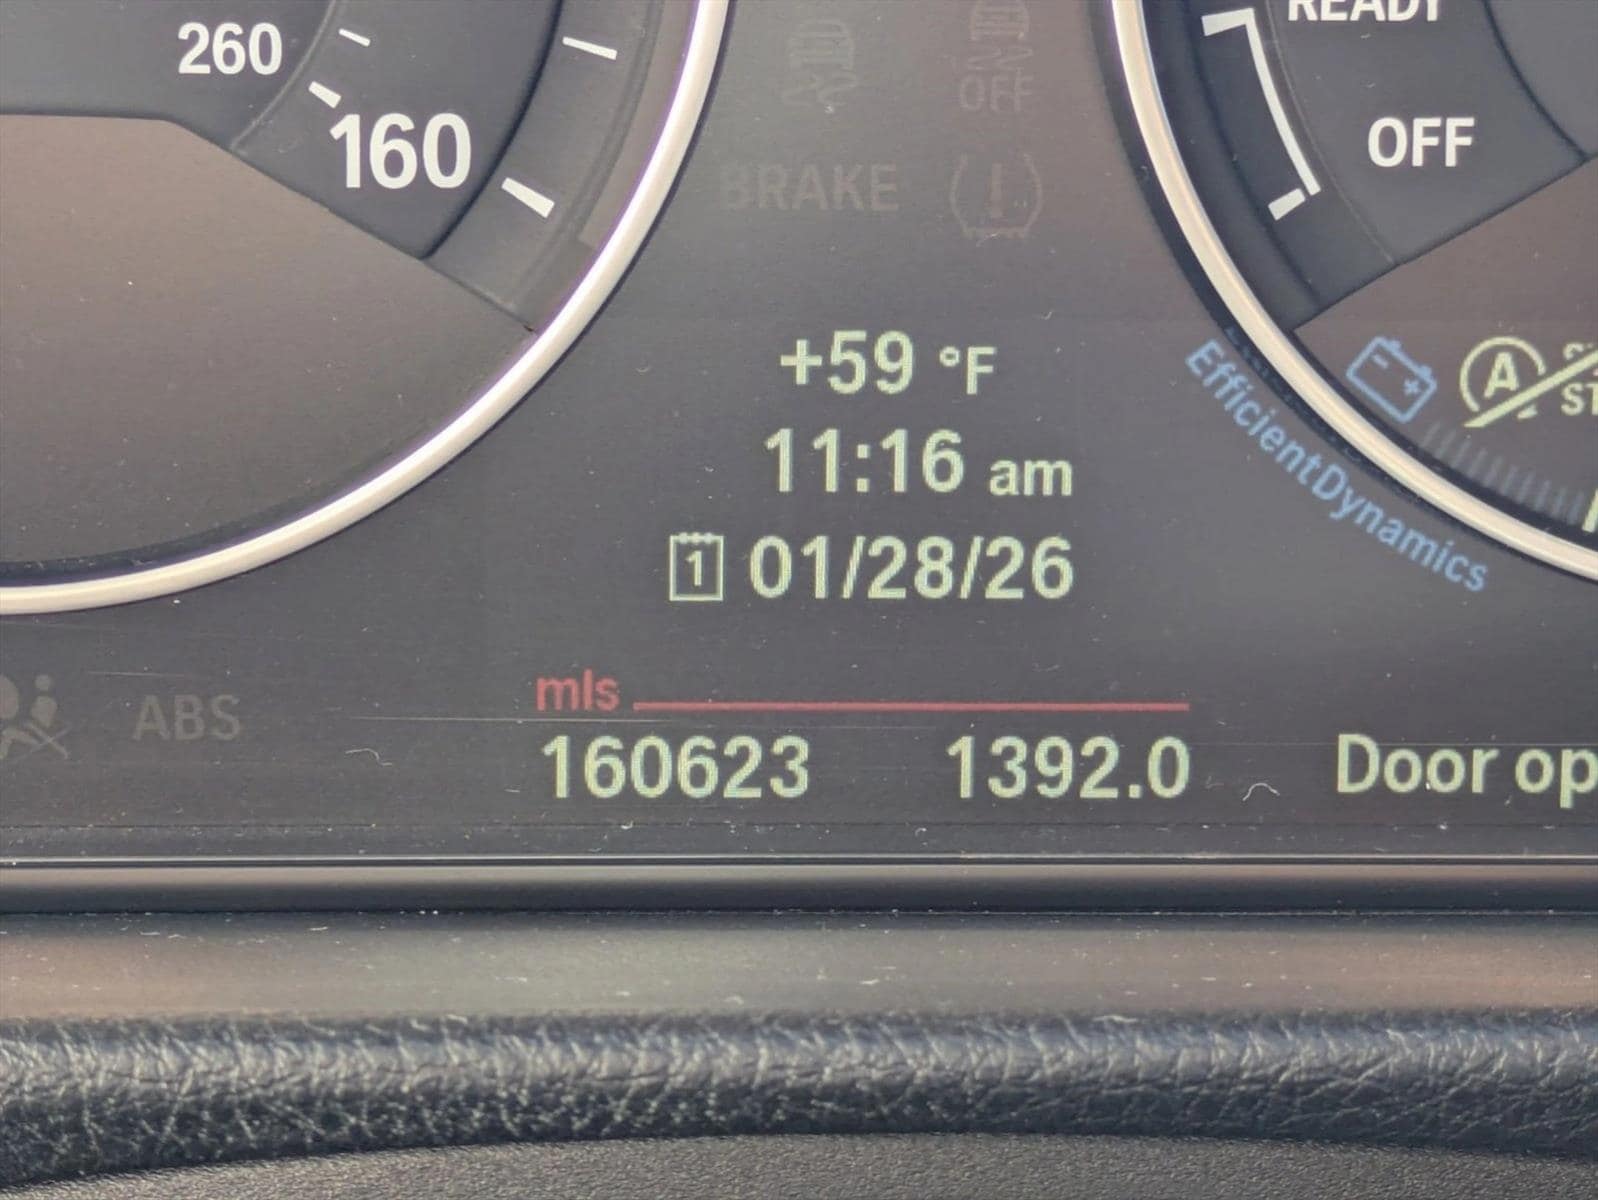 260
160
OFF
BRAKE
READY
OFF
+59 °F
11:16 am
1 01/28/26
EfficientDynamics
A
mls
ABS
160623 1392.0 Door op